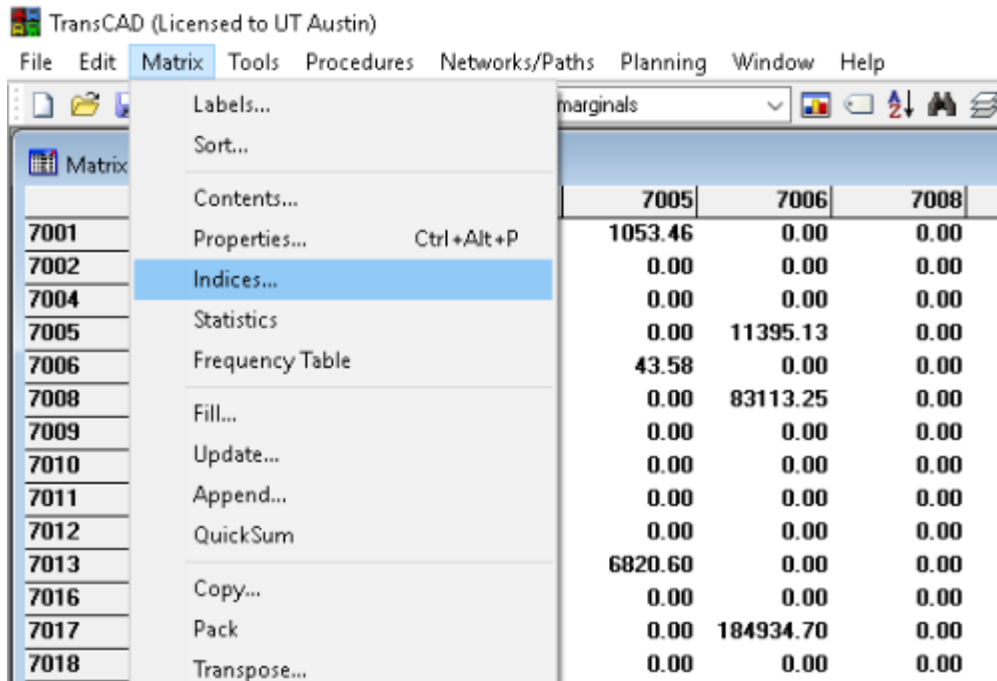 TransCAD (Licensed to UT Austin)
File Edit Matrix Tools Procedures Networks/Paths Planning Window Help
Labels... marginals
Sort...
Matrix
Contents... 7005 7006 7008
7001 Properties... Ctrl+Alt+P 1053.46 0.00 0.00
7002 Indices... 0.00 0.00 0.00
7004 0.00 0.00 0.00
7005 Statistics 0.00 11395.13 0.00
7006 Frequency Table 43.58 0.00 0.00
7008 0.00 83113.25 0.00
7009 Fill... 0.00 0.00 0.00
7010 Update... 0.00 0.00 0.00
7011 Append... 0.00 0.00 0.00
7012 QuickSum 0.00 0.00 0.00
7013 6820.60 0.00 0.00
7016 Copy... 0.00 0.00 0.00
7017 Pack 0.00 184934.70 0.00
7018 Transpose... 0.00 0.00 0.00